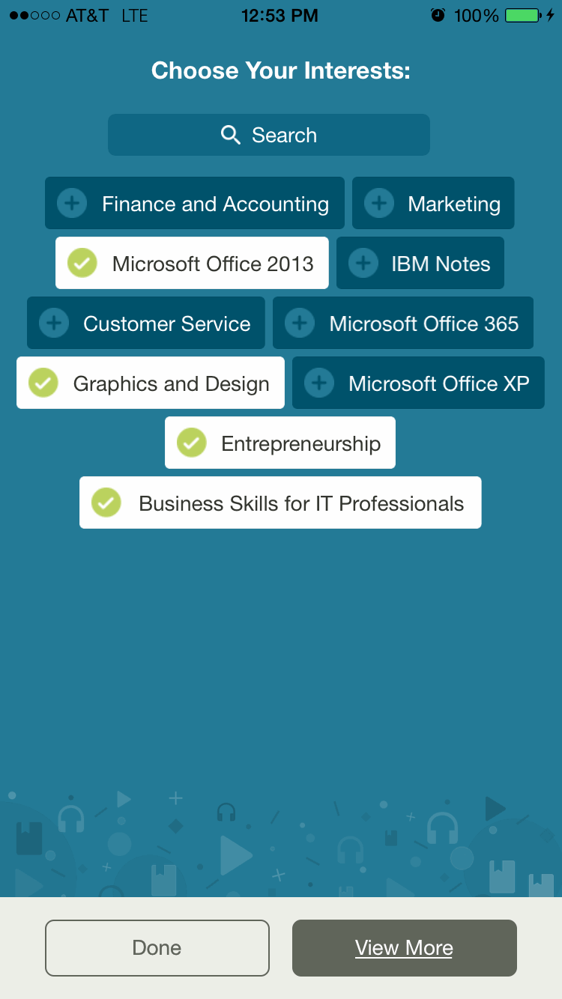 AT&T LTE 12:53 PM 100%
Choose Your Interests:
Search
Finance and Accounting Marketing
Microsoft Office 2013 IBM Notes
Customer Service Microsoft Office 365
Graphics and Design Microsoft Office XP
Entrepreneurship
Business Skills for IT Professionals
Done View More